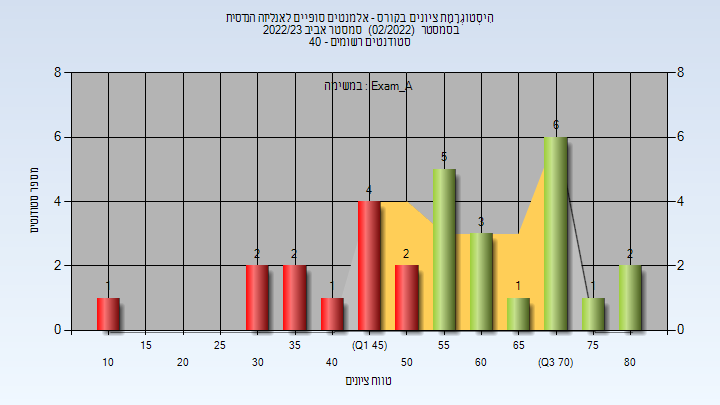 היסטוגרמת ציונים בקורס - אלמנטים סופיים לאנליזה הנדסית
בסמסטר (02/2022) סמסטר אביב 2022/23
סטודנטים רשומים - 40
במשימה : Exam_A
8 8
6 6
4 4
2 2
0 0
מספר סטודנטים
1 2 2 1 4 2 5 3 1 6 1 2
15 25 35 (Q1 45) 55 65 75
10 20 30 40 50 60 (Q3 70) 80
טווח ציונים